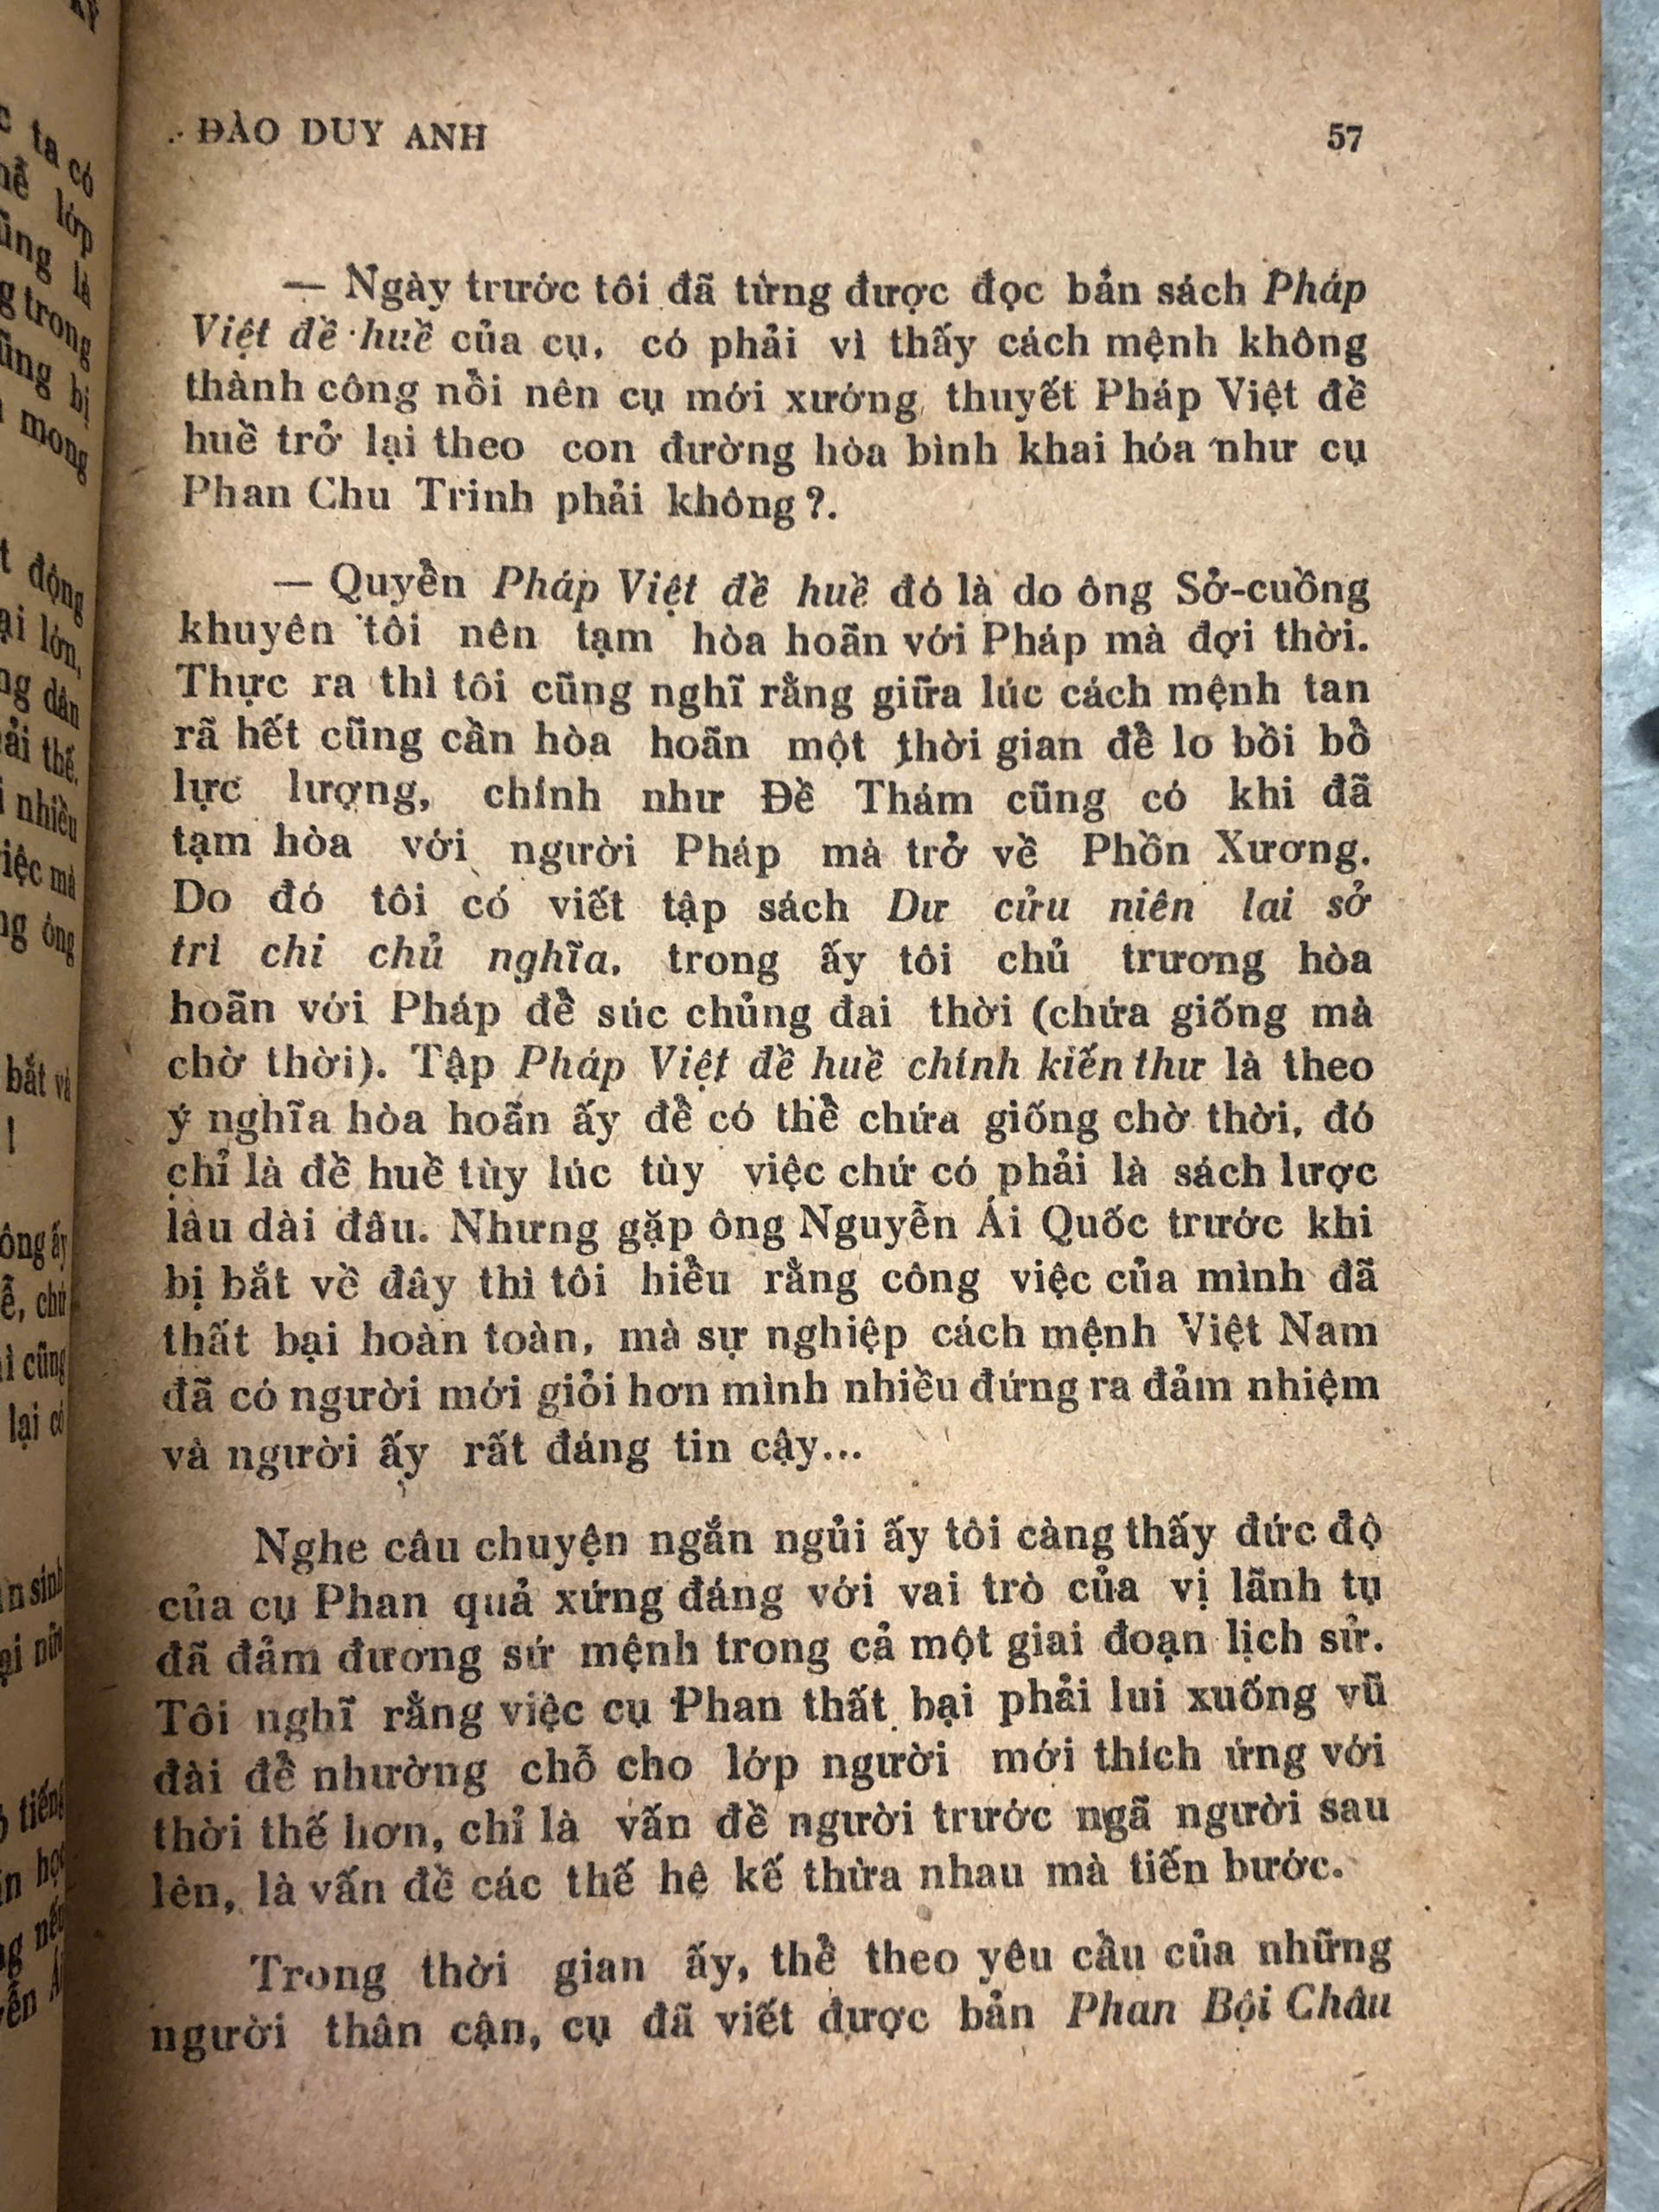 ĐÀO DUY ANH 57
— Ngày trước tôi đã từng được đọc bản sách Pháp
Việt đề huề của cụ, có phải vì thấy cách mệnh không
thành công nổi nên cụ mới xướng thuyết Pháp Việt đề
huề trở lại theo con đường hòa bình khai hóa như cụ
Phan Chu Trinh phải không ?.
— Quyển Pháp Việt đề huề đó là do ông Sở-cuồng
khuyên tôi nên tạm hòa hoãn với Pháp mà đợi thời.
Thực ra thì tôi cũng nghĩ rằng giữa lúc cách mệnh tan
rã hết cũng cần hòa hoãn một thời gian để lo bồi bổ
lực lượng, chính như Đề Thám cũng có khi đã
tạm hòa với người Pháp mà trở về Phồn Xương.
Do đó tôi có viết tập sách Dư cửu niên lai sở
tri chi chủ nghĩa, trong ấy tôi chủ trương hòa
hoãn với Pháp để súc chủng đai thời (chứa giống mà
chờ thời). Tập Pháp Việt đề huề chính kiến thư là theo
ý nghĩa hòa hoãn ấy để có thể chứa giống chờ thời, đó
chỉ là đề huề tùy lúc tùy việc chứ có phải là sách lược
lâu dài đâu. Nhưng gặp ông Nguyễn Ái Quốc trước khi
bị bắt về đây thì tôi hiểu rằng công việc của mình đã
thất bại hoàn toàn, mà sự nghiệp cách mệnh Việt Nam
đã có người mới giỏi hơn mình nhiều đứng ra đảm nhiệm
và người ấy rất đáng tin cậy...
Nghe câu chuyện ngắn ngủi ấy tôi càng thấy đức độ
của cụ Phan quả xứng đáng với vai trò của vị lãnh tụ
đã đảm đương sứ mệnh trong cả một giai đoạn lịch sử.
Tôi nghĩ rằng việc cụ Phan thất bại phải lui xuống vũ
đài để nhường chỗ cho lớp người mới thích ứng với
thời thế hơn, chỉ là vấn đề người trước ngã người sau
lên, là vấn đề các thế hệ kế thừa nhau mà tiến bước.
Trong thời gian ấy, thể theo yêu cầu của những
người thân cận, cụ đã viết được bản Phan Bội Châu